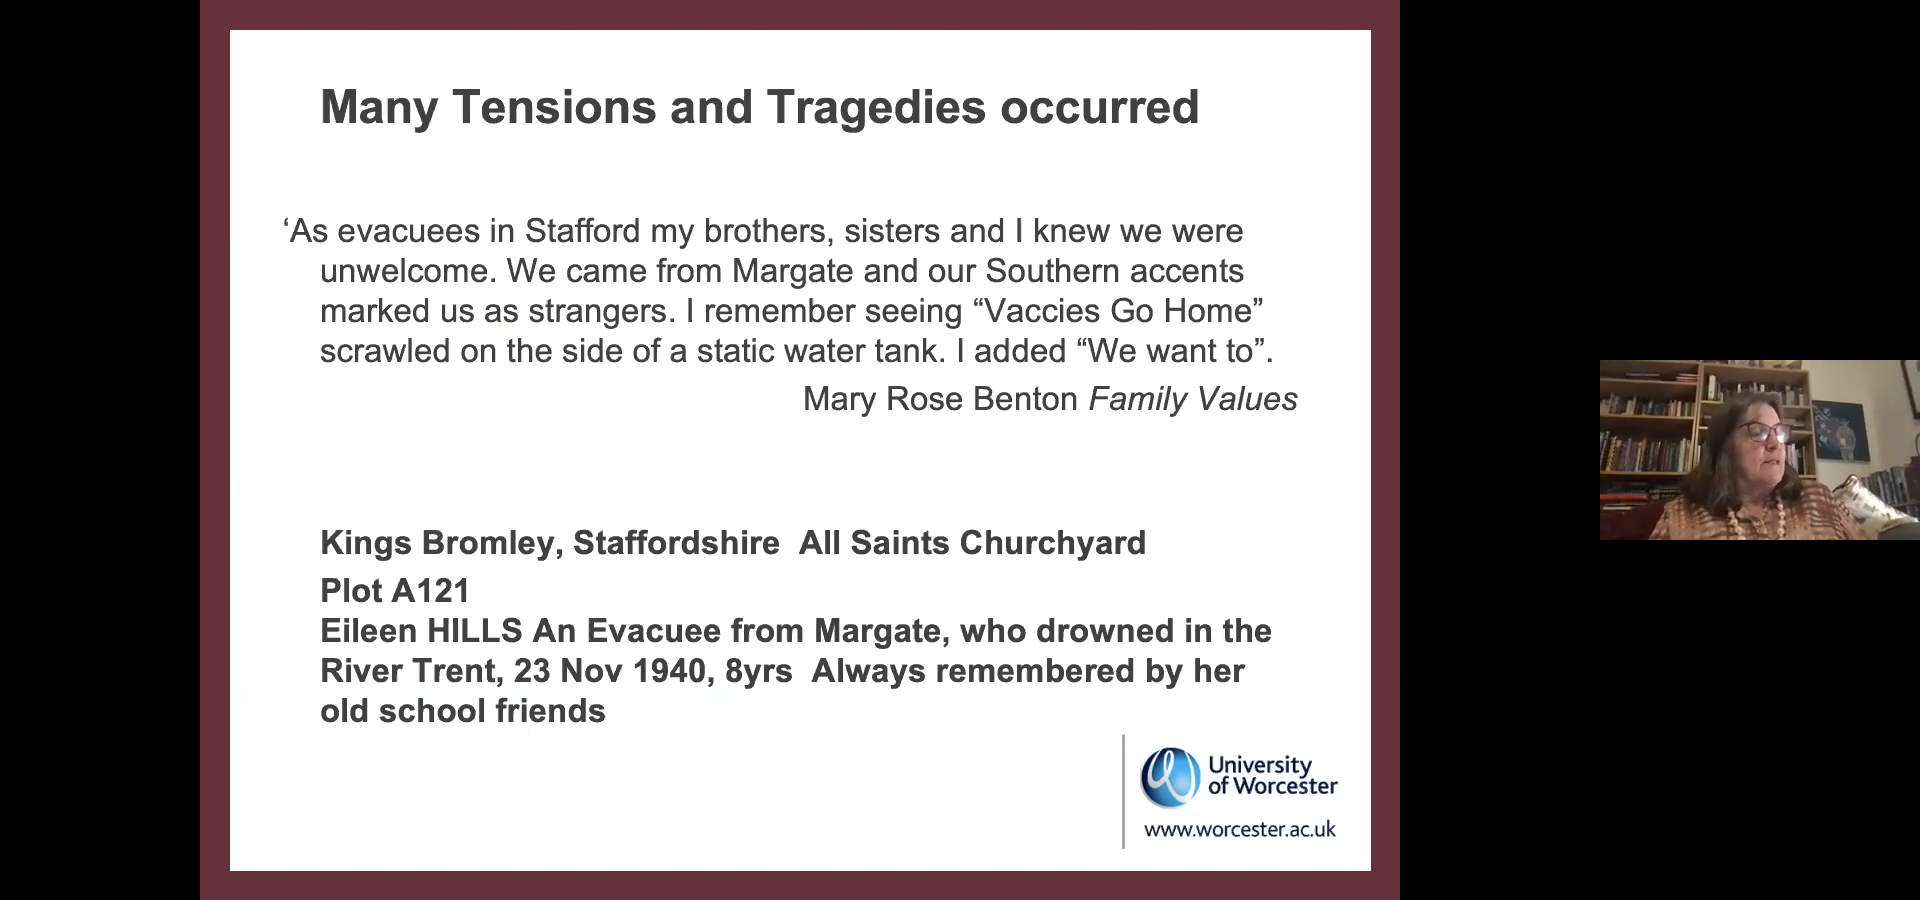 Many Tensions and Tragedies occurred
‘As evacuees in Stafford my brothers, sisters and I knew we were
unwelcome. We came from Margate and our Southern accents
marked us as strangers. I remember seeing “Vaccies Go Home”
scrawled on the side of a static water tank. I added “We want to”.
Mary Rose Benton Family Values
Kings Bromley, Staffordshire  All Saints Churchyard
Plot A121
Eileen HILLS An Evacuee from Margate, who drowned in the
River Trent, 23 Nov 1940, 8yrs  Always remembered by her
old school friends
University
of Worcester
www.worcester.ac.uk